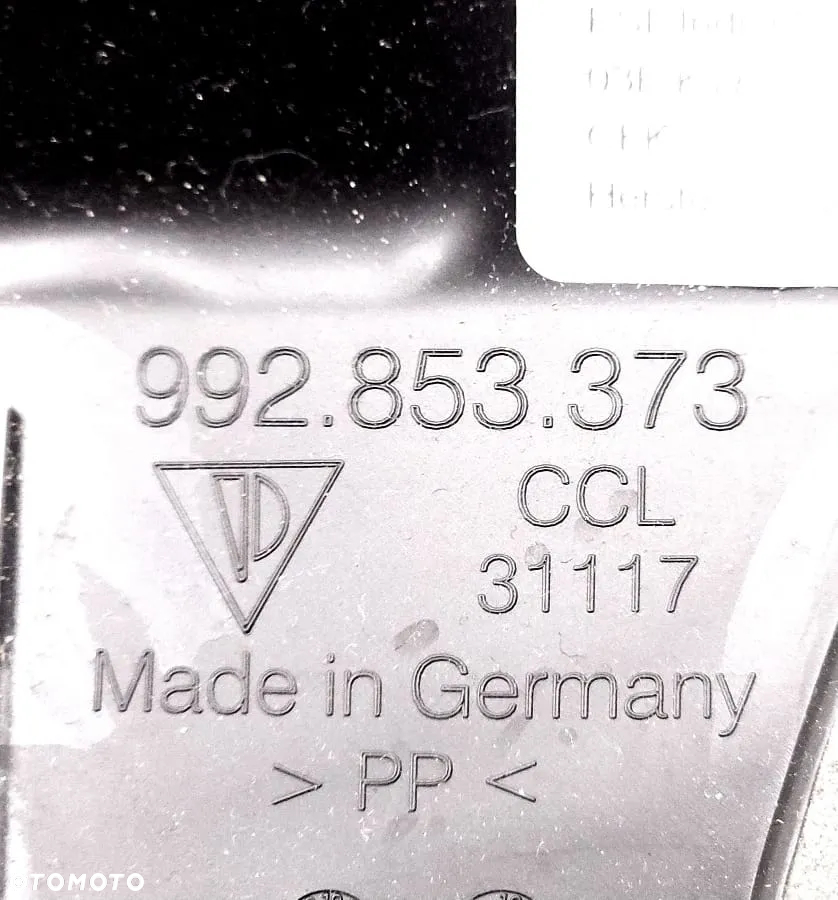 992.853.373
CCL
31117
Made in Germany
> PP <
OTOMOTO